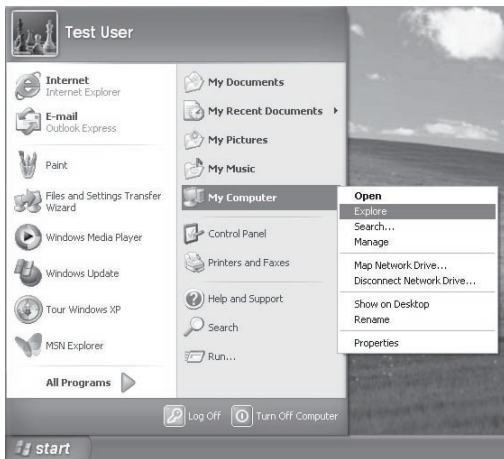 Test User
Internet
Internet Explorer
E-mail
Outlook Express
Paint
Files and Settings Transfer
Wizard
Windows Media Player
Windows Update
Tour Windows XP
MSN Explorer
All Programs
My Documents
My Recent Documents
My Pictures
My Music
My Computer
Control Panel
Printers and Faxes
Help and Support
Search
Run...
Open
Explore
Search...
Manage
Map Network Drive...
Disconnect Network Drive...
Show on Desktop
Rename
Properties
Log Off
Turn Off Computer
start